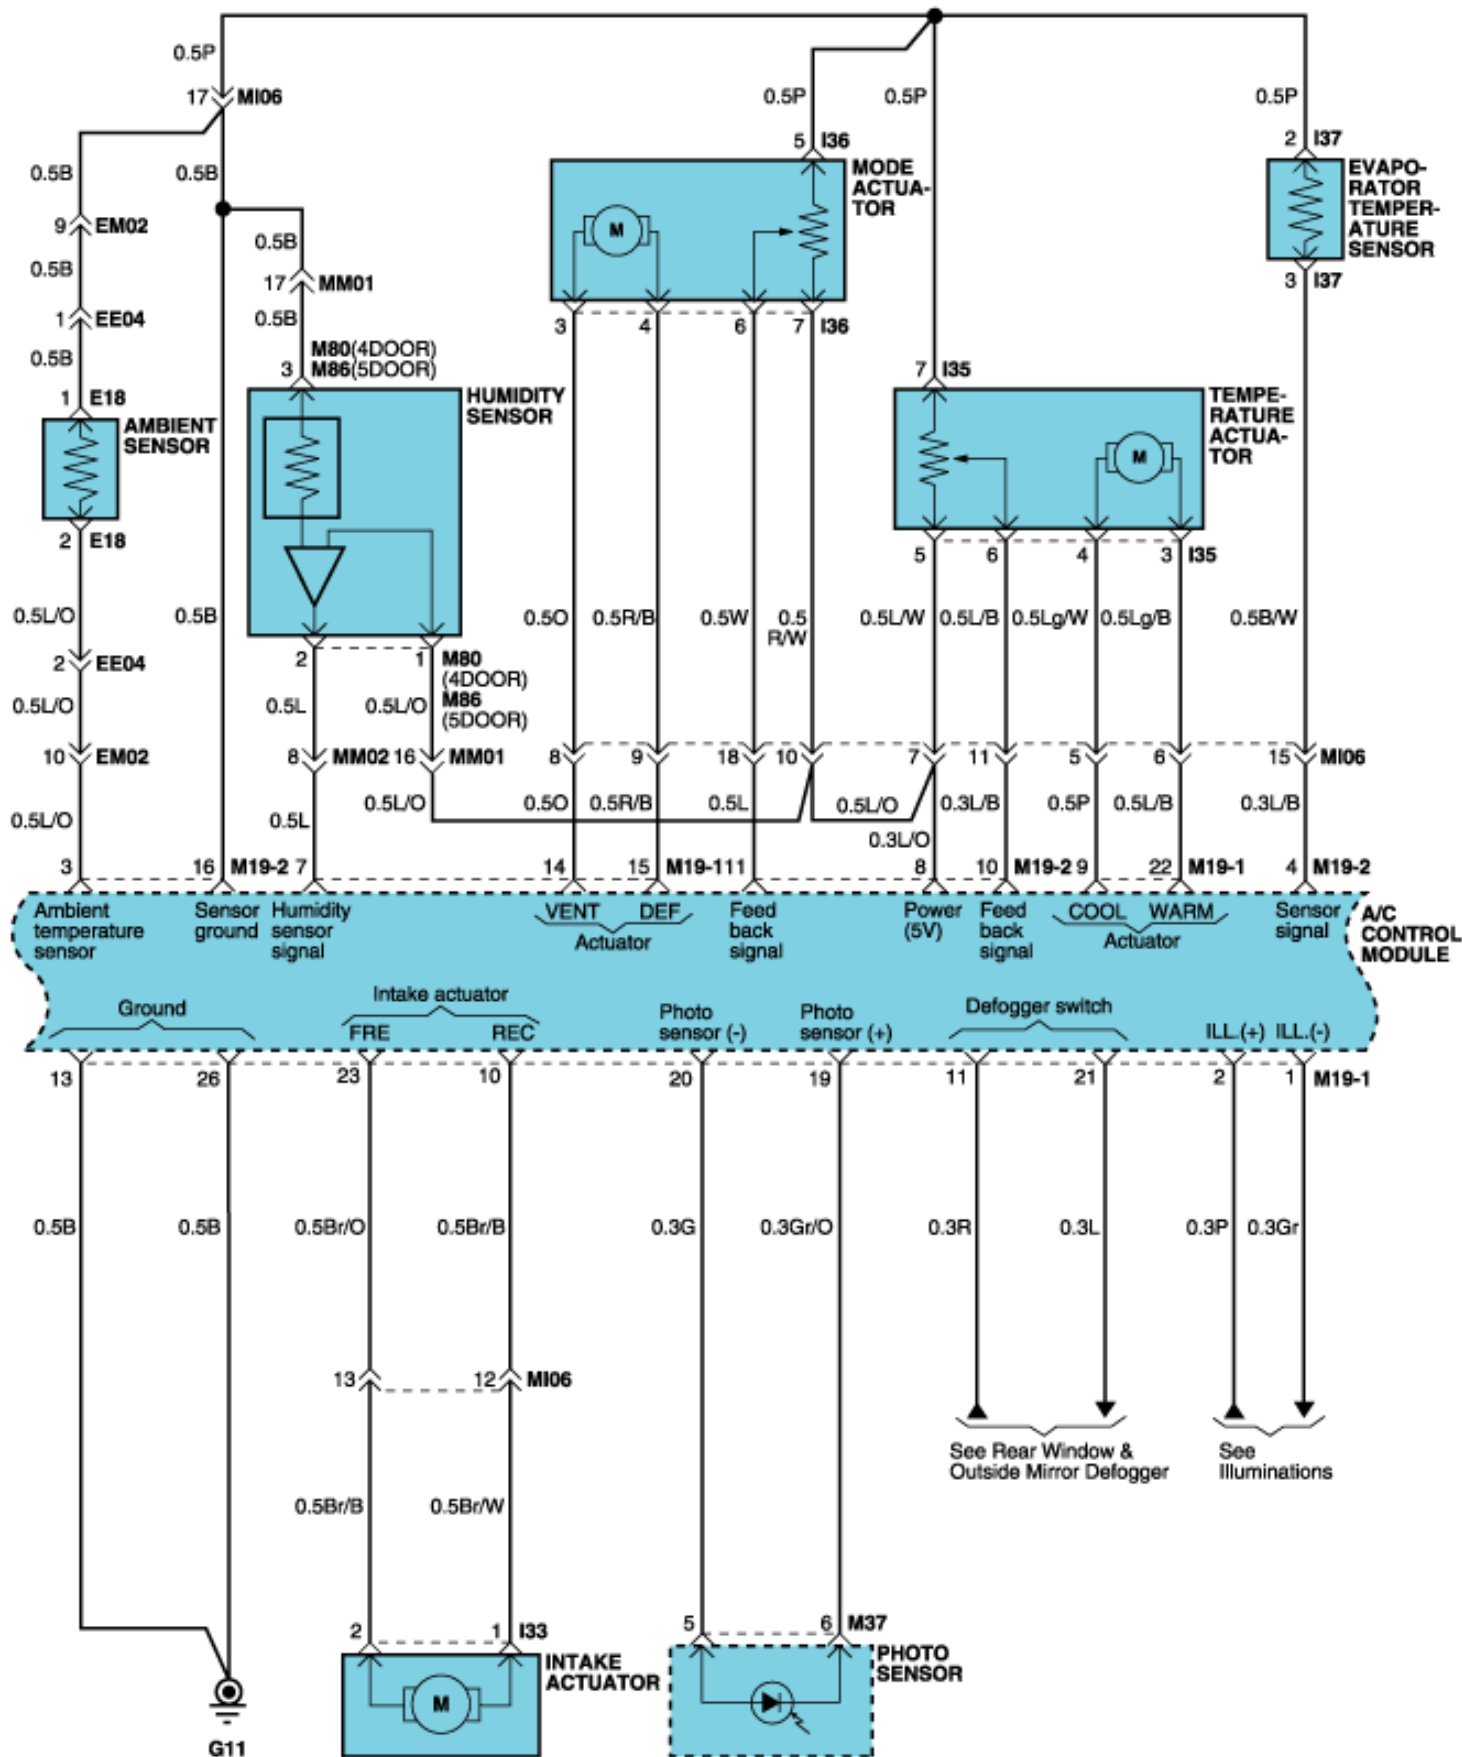 0.5P
17 MI06
0.5P 0.5P 0.5P
5 I36
2 I37
MODE
ACTUA-
TOR
EVAPO-
RATOR
TEMPER-
ATURE
SENSOR
0.5B 0.5B
M
9 EM02
0.5B
0.5B
17 MM01
3 I37
1 EE04
0.5B
3 4 6 7 I36
0.5B
M80(4DOOR)
3 M86(5DOOR)
7 I35
1 E18
HUMIDITY
SENSOR
TEMPE-
RATURE
ACTUA-
TOR
AMBIENT
SENSOR
M
2 E18
5 6 4 3 I35
0.5L/O 0.5B 0.5O 0.5R/B 0.5W 0.5
R/W
0.5L/W 0.5L/B 0.5Lg/W 0.5Lg/B 0.5B/W
2 EE04
2 1 M80
(4DOOR)
M86
(5DOOR)
0.5L/O 0.5L 0.5L/O
10 EM02 8 MM02 16 MM01 8 9 18 10 7 11 5 6 15 MI06
0.5L/O 0.5O 0.5R/B 0.5L 0.5L/O 0.3L/B 0.5P 0.5L/B 0.3L/B
0.5L/O 0.5L 0.3L/O
3 16 M19-2 7 14 15 M19-111 8 10 M19-2 9 22 M19-1 4 M19-2
Ambient
temperature
sensor
Sensor
ground
Humidity
sensor
signal
VENT DEF
Actuator
Feed
back
signal
Power
(5V)
Feed
back
signal
COOL WARM
Actuator
Sensor
signal
A/C
CONTROL
MODULE
Ground
Intake actuator
FRE REC
Photo
sensor (-)
Photo
sensor (+)
Defogger switch
ILL.(+) ILL.(-)
13 26 23 10 20 19 11 21 2 1 M19-1
0.5B 0.5B 0.5Br/O 0.5Br/B 0.3G 0.3Gr/O 0.3R 0.3L 0.3P 0.3Gr
13 12 MI06
See Rear Window &
Outside Mirror Defogger
See
Illuminations
0.5Br/B 0.5Br/W
2 1 I33
5 6 M37
INTAKE
ACTUATOR
PHOTO
SENSOR
M
G11